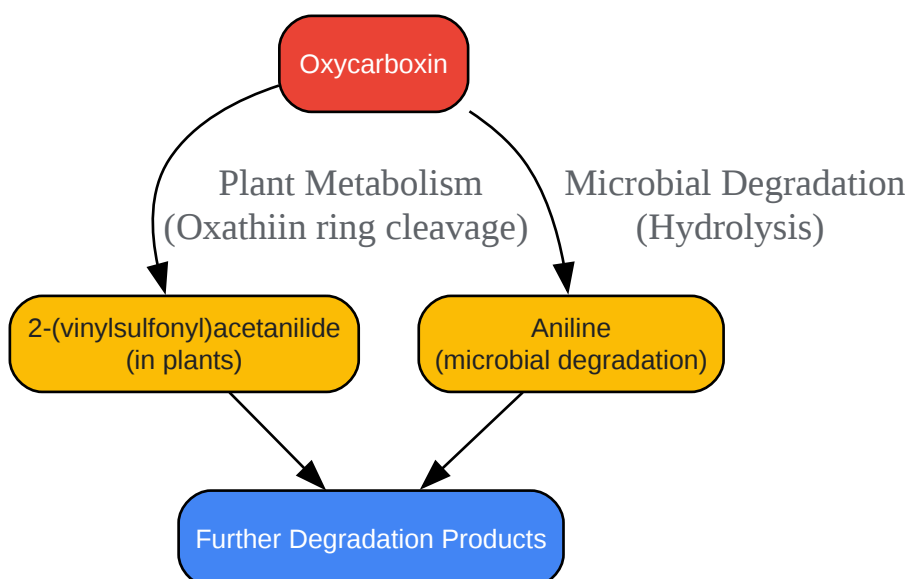 Oxycarboxin
Plant Metabolism
(Oxathiin ring cleavage)
Microbial Degradation
(Hydrolysis)
2-(vinylsulfonyl)acetanilide
(in plants)
Aniline
(microbial degradation)
Further Degradation Products